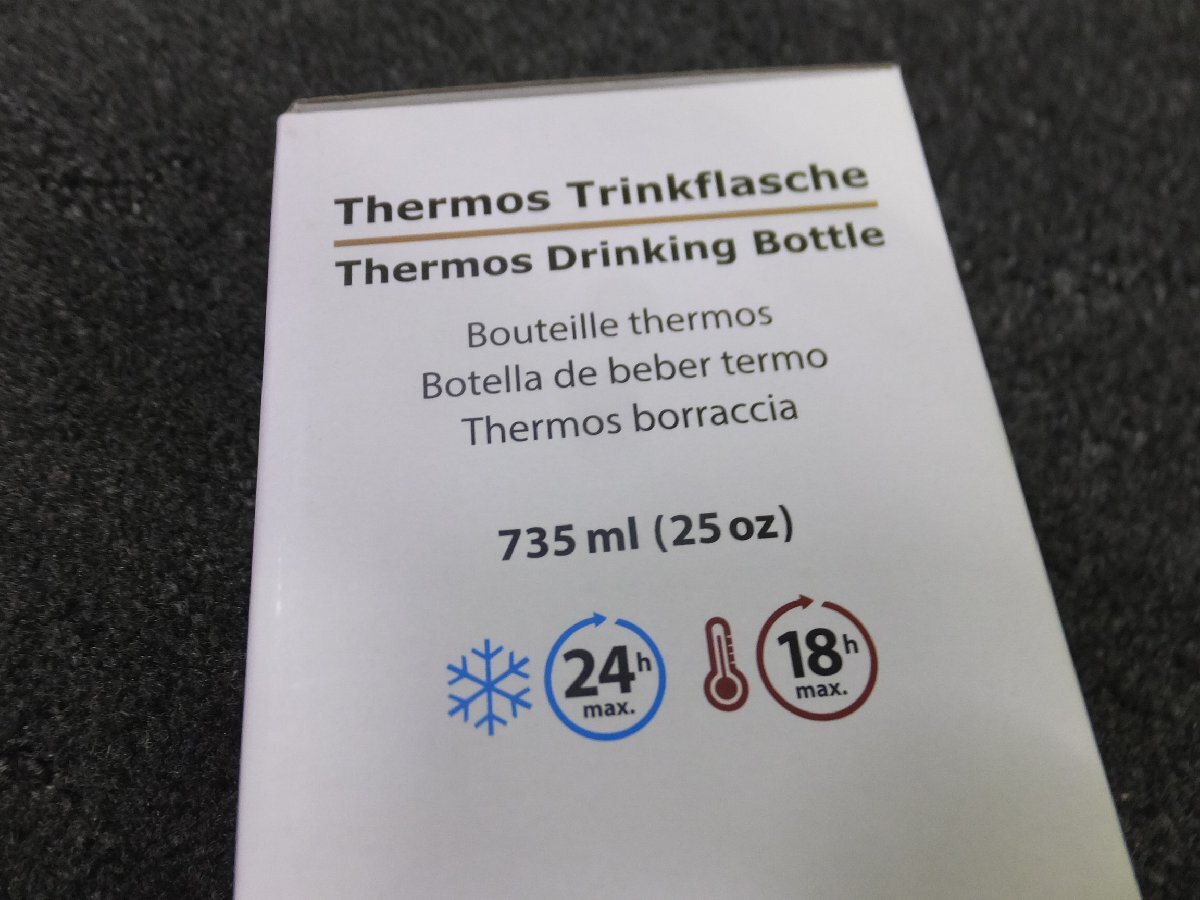 Thermos Trinkflasche
Thermos Drinking Bottle
Bouteille thermos
Botella de beber termo
Thermos borraccia
735 ml (25 oz)
24h max.
18h max.